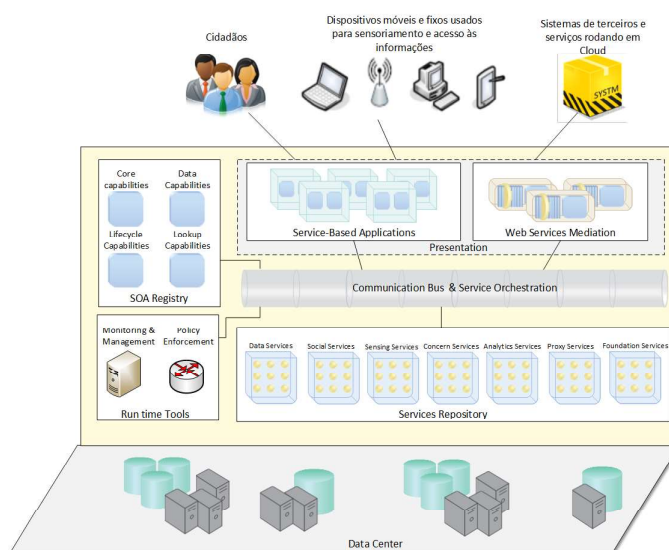 Cidadãos
Dispositivos móveis e fixos usados
para sensoriamento e acesso às
informações
Sistemas de terceiros e
serviços rodando em
Cloud
SYSTM
Core
capabilities
Data
Capabilities
Lifecycle
Capabilities
Lookup
Capabilities
SOA Registry
Service-Based Applications
Web Services Mediation
Presentation
Communication Bus & Service Orchestration
Monitoring &
Management
Policy
Enforcement
Run time Tools
Data Services
Social Services
Sensing Services
Concern Services
Analytics Services
Proxy Services
Foundation Services
Services Repository
Data Center